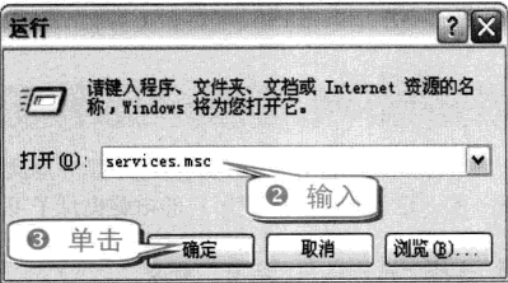 运行
请键入程序、文件夹、文档或 Internet 资源的名
称，Windows 将为您打开它。
打开(O): services.msc
❷ 输入
❸ 单击
确定 取消 浏览(B)...